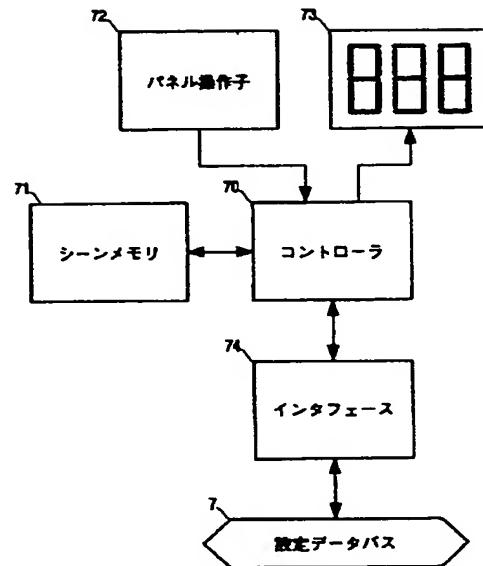 72
73
パネル操作子
888
71
70
シーンメモリ
コントローラ
74
インタフェース
7
設定データバス